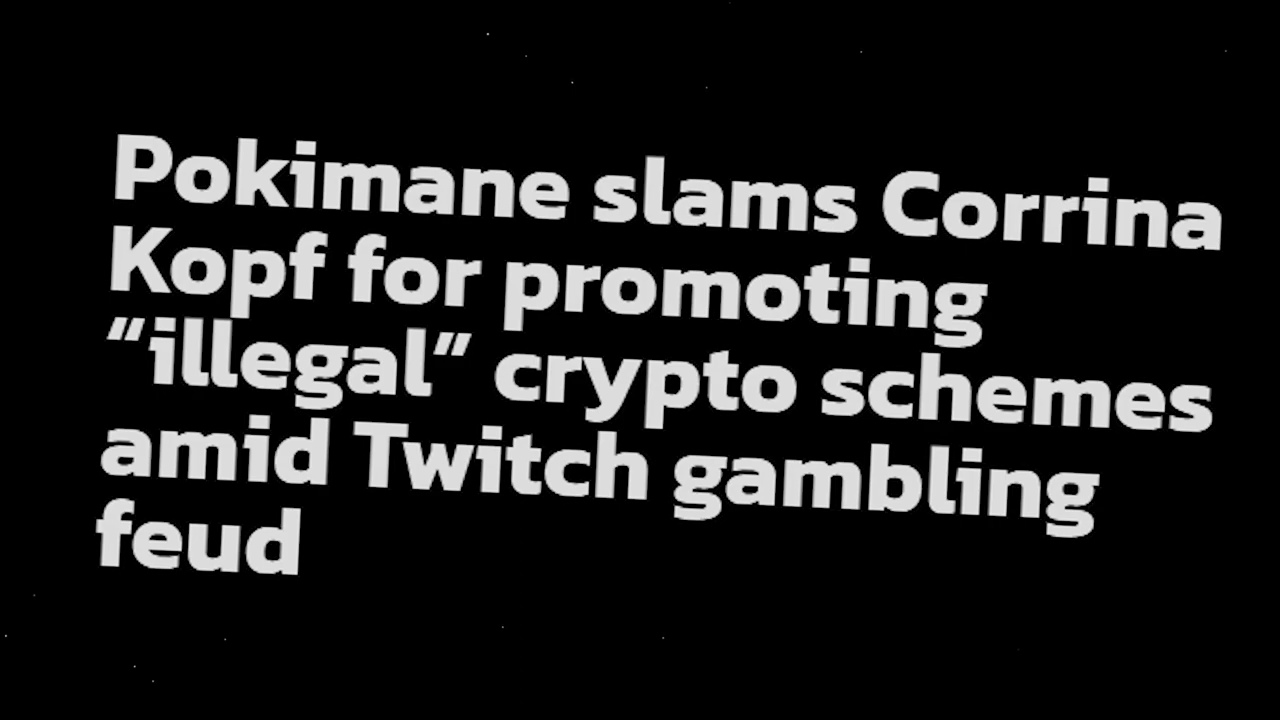 Pokimane slams Corrina
Kopf for promoting
“illegal” crypto schemes
amid Twitch gambling
feud